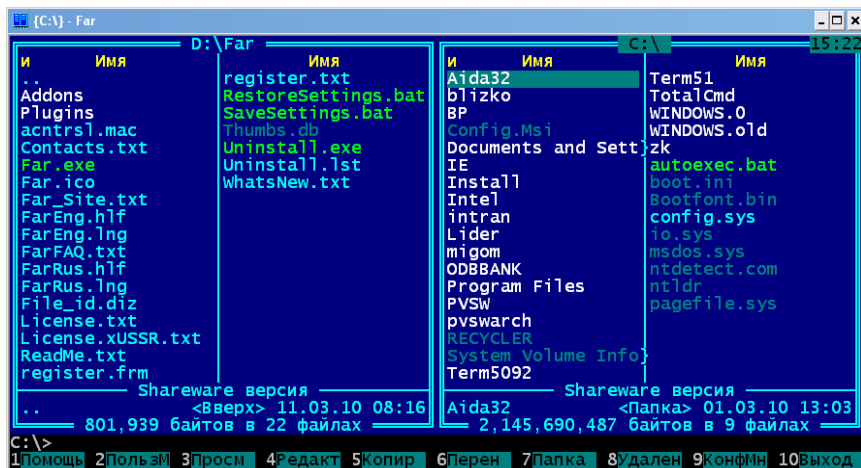 {C:\} - Far
D:\Far
и Имя Имя
..
Addons
Plugins
acntrsl.mac
Contacts.txt
Far.exe
Far.ico
Far_Site.txt
FarEng.hlf
FarEng.lng
FarFAQ.txt
FarRus.hlf
FarRus.lng
File_id.diz
License.txt
License.xUSSR.txt
ReadMe.txt
register.frm
register.txt
RestoreSettings.bat
SaveSettings.bat
Thumbs.db
Uninstall.exe
Uninstall.lst
WhatsNew.txt
Shareware версия
.. <Вверх> 11.03.10 08:16
801,939 байтов в 22 файлах
C:\ 15:22
и Имя Имя
Aida32
blizko
BP
Config.Msi
Documents and Sett}
IE
Install
Intel
intran
Lider
migom
ODBBANK
Program Files
PVSW
pvswarch
RECYCLER
System Volume Info}
Term5092
Term51
TotalCmd
WINDOWS.0
WINDOWS.old
zk
autoexec.bat
boot.ini
Bootfont.bin
config.sys
io.sys
msdos.sys
ntdetect.com
ntldr
pagefile.sys
Shareware версия
Aida32 <Папка> 01.03.10 13:03
2,145,690,487 байтов в 9 файлах
C:\>
1Помощь 2ПользМ 3Просм 4Редакт 5Копир 6Перен 7Папка 8Удален 9КонфМн 10Выход